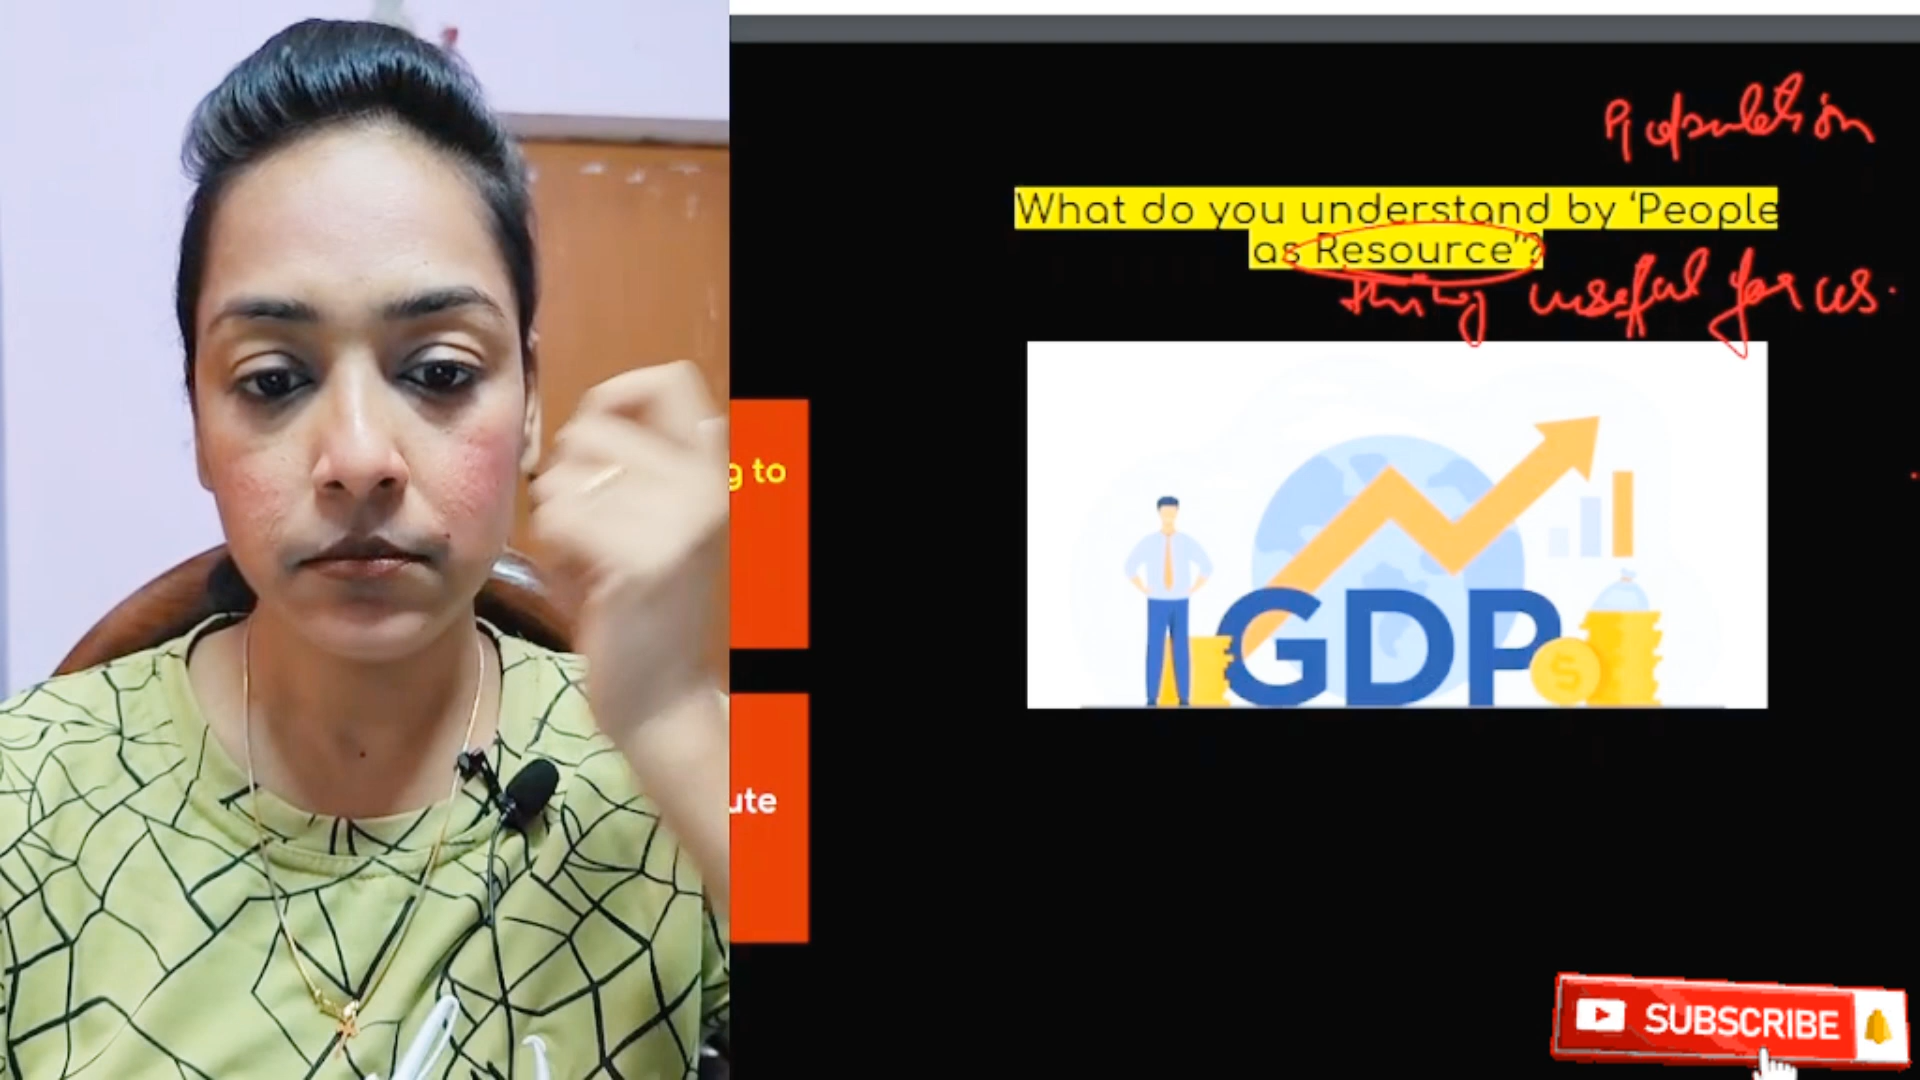 Population
What do you understand by ‘People
as Resource"?
thing useful for us.
g to
GDP
$
ute
SUBSCRIBE